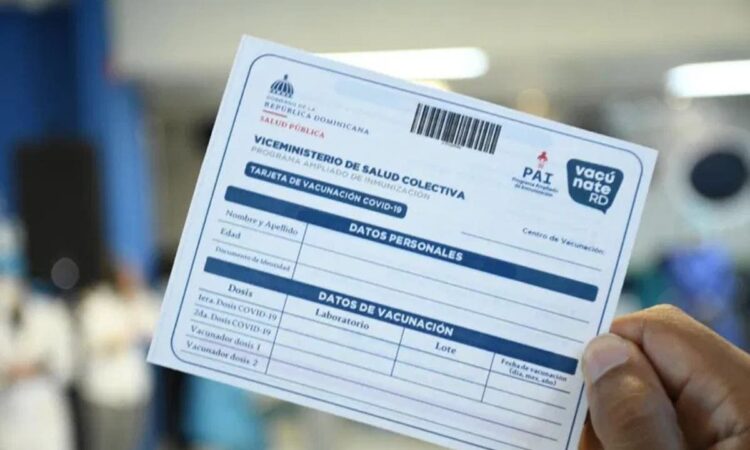 GOBIERNO DE LA
REPÚBLICA DOMINICANA
SALUD PÚBLICA
PAI
Programa Ampliado
de Inmunización
vacú
nate
RD
VICEMINISTERIO DE SALUD COLECTIVA
PROGRAMA AMPLIADO DE INMUNIZACIÓN
TARJETA DE VACUNACIÓN COVID-19
Centro de Vacunación:
DATOS PERSONALES
Nombre y Apellido
Edad
Documento de Identidad
DATOS DE VACUNACIÓN
Dosis Laboratorio Lote Fecha de vacunación
(día, mes, año)
1era. Dosis COVID-19
2da. Dosis COVID-19
Vacunador dosis 1
Vacunador dosis 2